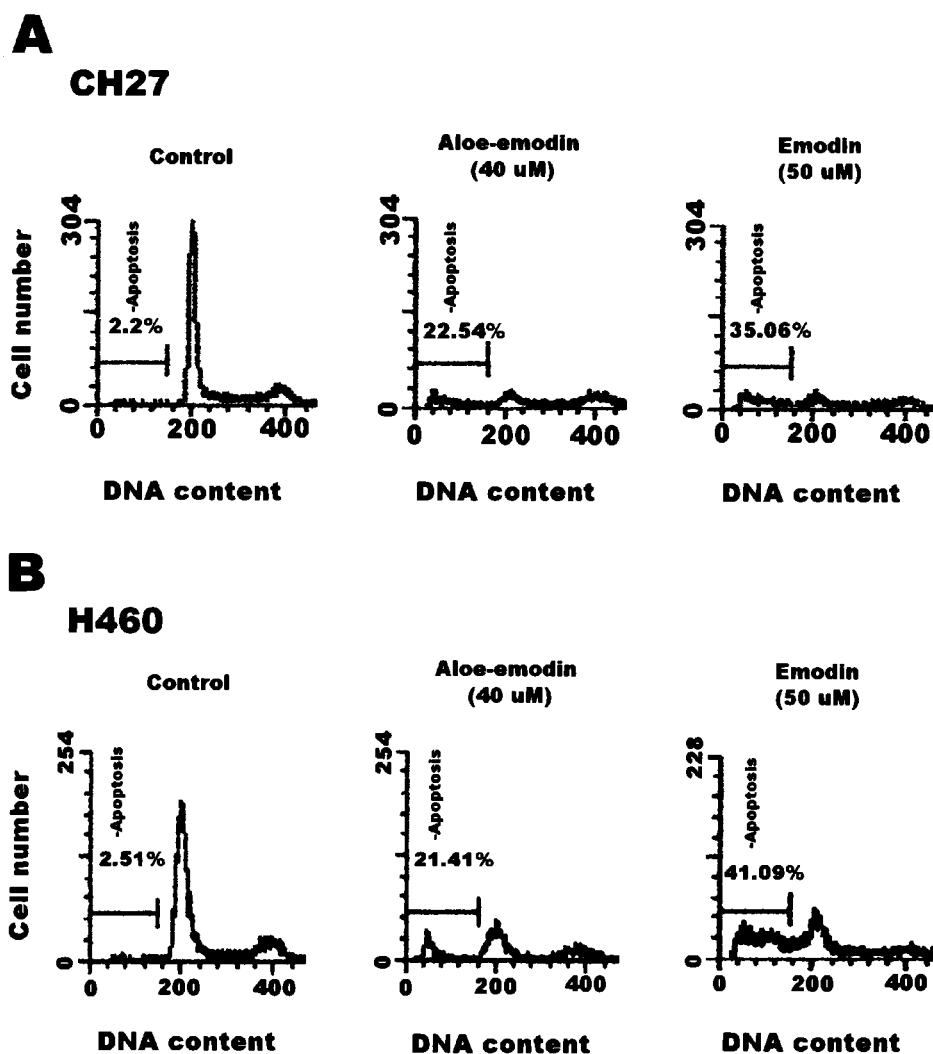 A
CH27
Control
Aloe-emodin
(40 uM)
Emodin
(50 uM)
Cell number
304
0
-Apoptosis
2.2%
0 200 400
DNA content
304
0
-Apoptosis
22.54%
0 200 400
DNA content
304
0
-Apoptosis
35.06%
0 200 400
DNA content
B
H460
Control
Aloe-emodin
(40 uM)
Emodin
(50 uM)
Cell number
254
0
-Apoptosis
2.51%
0 200 400
DNA content
254
0
-Apoptosis
21.41%
0 200 400
DNA content
228
0
-Apoptosis
41.09%
0 200 400
DNA content